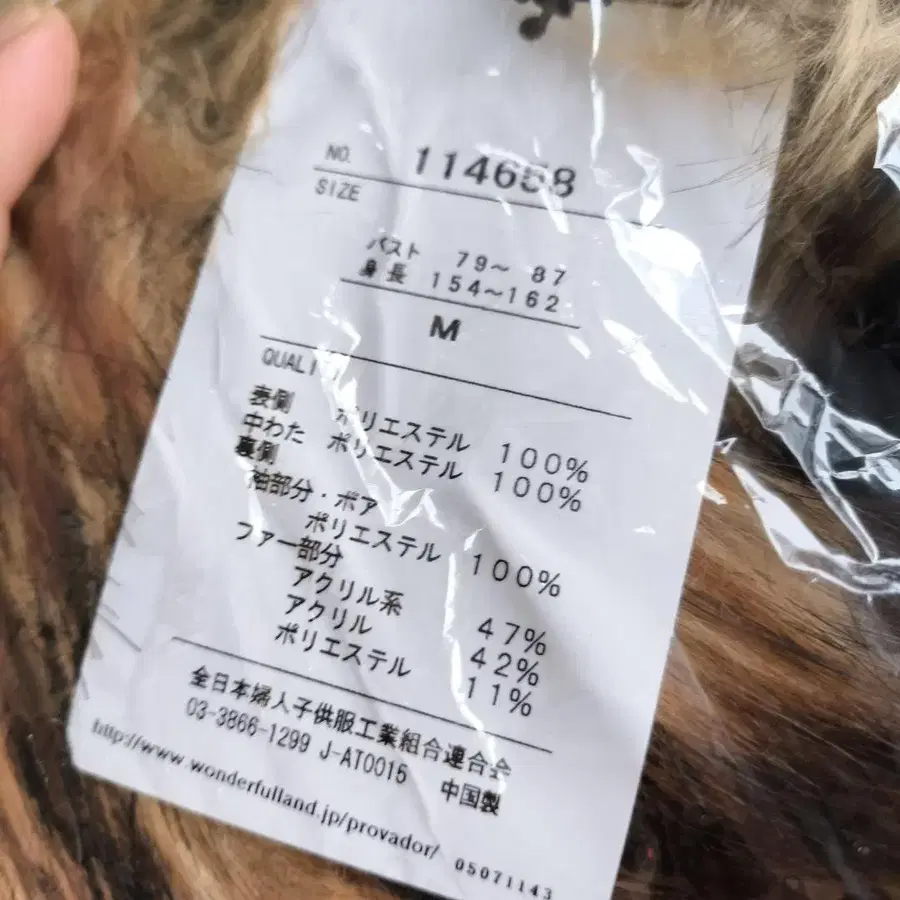 NO. 114658
SIZE
バスト 79～ 87
身長 154～162
M
QUALI
表側 ポリエステル 100%
中わた ポリエステル 100%
裏側
袖部分・ボア
ポリエステル 100%
ファー部分
アクリル系 47%
アクリル 42%
ポリエステル 11%
全日本婦人子供服工業組合連合会
03-3866-1299 J-AT0015 中国製
http://www.wonderfulland.jp/provador/ 05071143